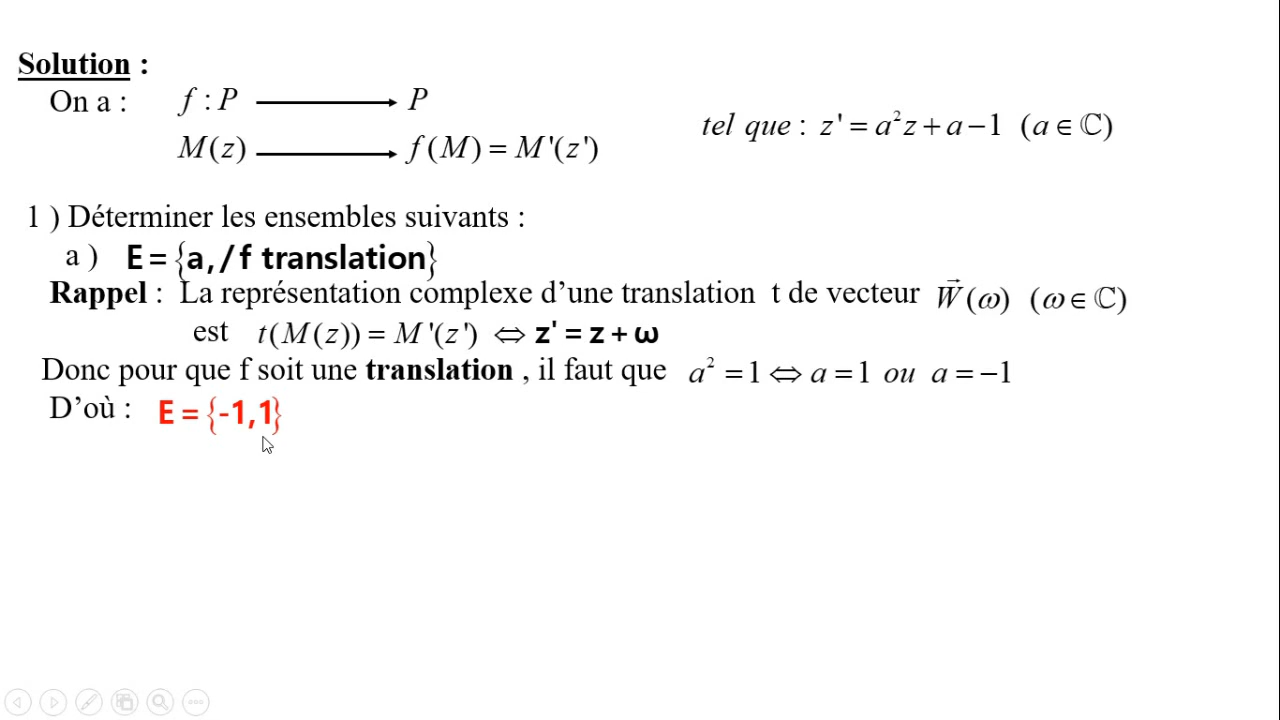 Solution :
On a : f : P ⟶ P
M(z) ⟶ f(M) = M'(z')
tel que : z' = a²z + a − 1 (a ∈ ℂ)
1 ) Déterminer les ensembles suivants :
a ) E = {a, / f translation}
Rappel : La représentation complexe d’une translation t de vecteur W⃗(ω) (ω ∈ ℂ)
est t(M(z)) = M'(z') ⇔ z' = z + ω
Donc pour que f soit une translation , il faut que a² = 1 ⇔ a = 1 ou a = −1
D’où : E = {-1,1}